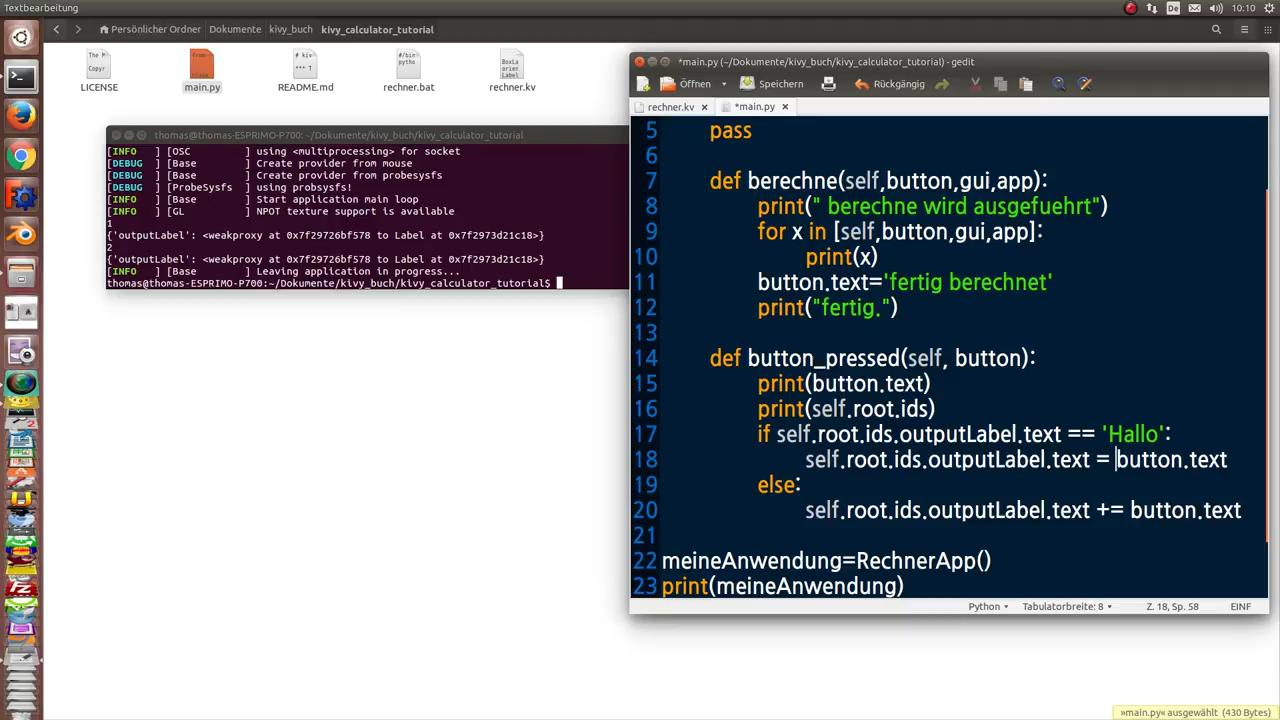 Textbearbeitung
De
10:10
Persönlicher Ordner
Dokumente
kivy_buch
kivy_calculator_tutorial
LICENSE
main.py
README.md
rechner.bat
rechner.kv
thomas@thomas-ESPRIMO-P700: ~/Dokumente/kivy_buch/kivy_calculator_tutorial
[INFO   ] [OSC         ] using <multiprocessing> for socket
[DEBUG  ] [Base        ] Create provider from mouse
[DEBUG  ] [Base        ] Create provider from probesysfs
[DEBUG  ] [ProbeSysfs  ] using probsysfs!
[INFO   ] [Base        ] Start application main loop
[INFO   ] [GL          ] NPOT texture support is available
1
{'outputLabel': <weakproxy at 0x7f29726bf578 to Label at 0x7f2973d21c18>}
2
{'outputLabel': <weakproxy at 0x7f29726bf578 to Label at 0x7f2973d21c18>}
[INFO   ] [Base        ] Leaving application in progress...
thomas@thomas-ESPRIMO-P700:~/Dokumente/kivy_buch/kivy_calculator_tutorial$
*main.py (~/Dokumente/kivy_buch/kivy_calculator_tutorial) - gedit
Öffnen
Speichern
Rückgängig
rechner.kv
*main.py
5 pass
6
7 def berechne(self,button,gui,app):
8 print(" berechne wird ausgefuehrt")
9 for x in [self,button,gui,app]:
10 print(x)
11 button.text='fertig berechnet'
12 print("fertig.")
13
14 def button_pressed(self, button):
15 print(button.text)
16 print(self.root.ids)
17 if self.root.ids.outputLabel.text == 'Hallo':
18 self.root.ids.outputLabel.text = button.text
19 else:
20 self.root.ids.outputLabel.text += button.text
21
22 meineAnwendung=RechnerApp()
23 print(meineAnwendung)
Python
Tabulatorbreite: 8
Z. 18, Sp. 58
EINF
»main.py« ausgewählt (430 Bytes)